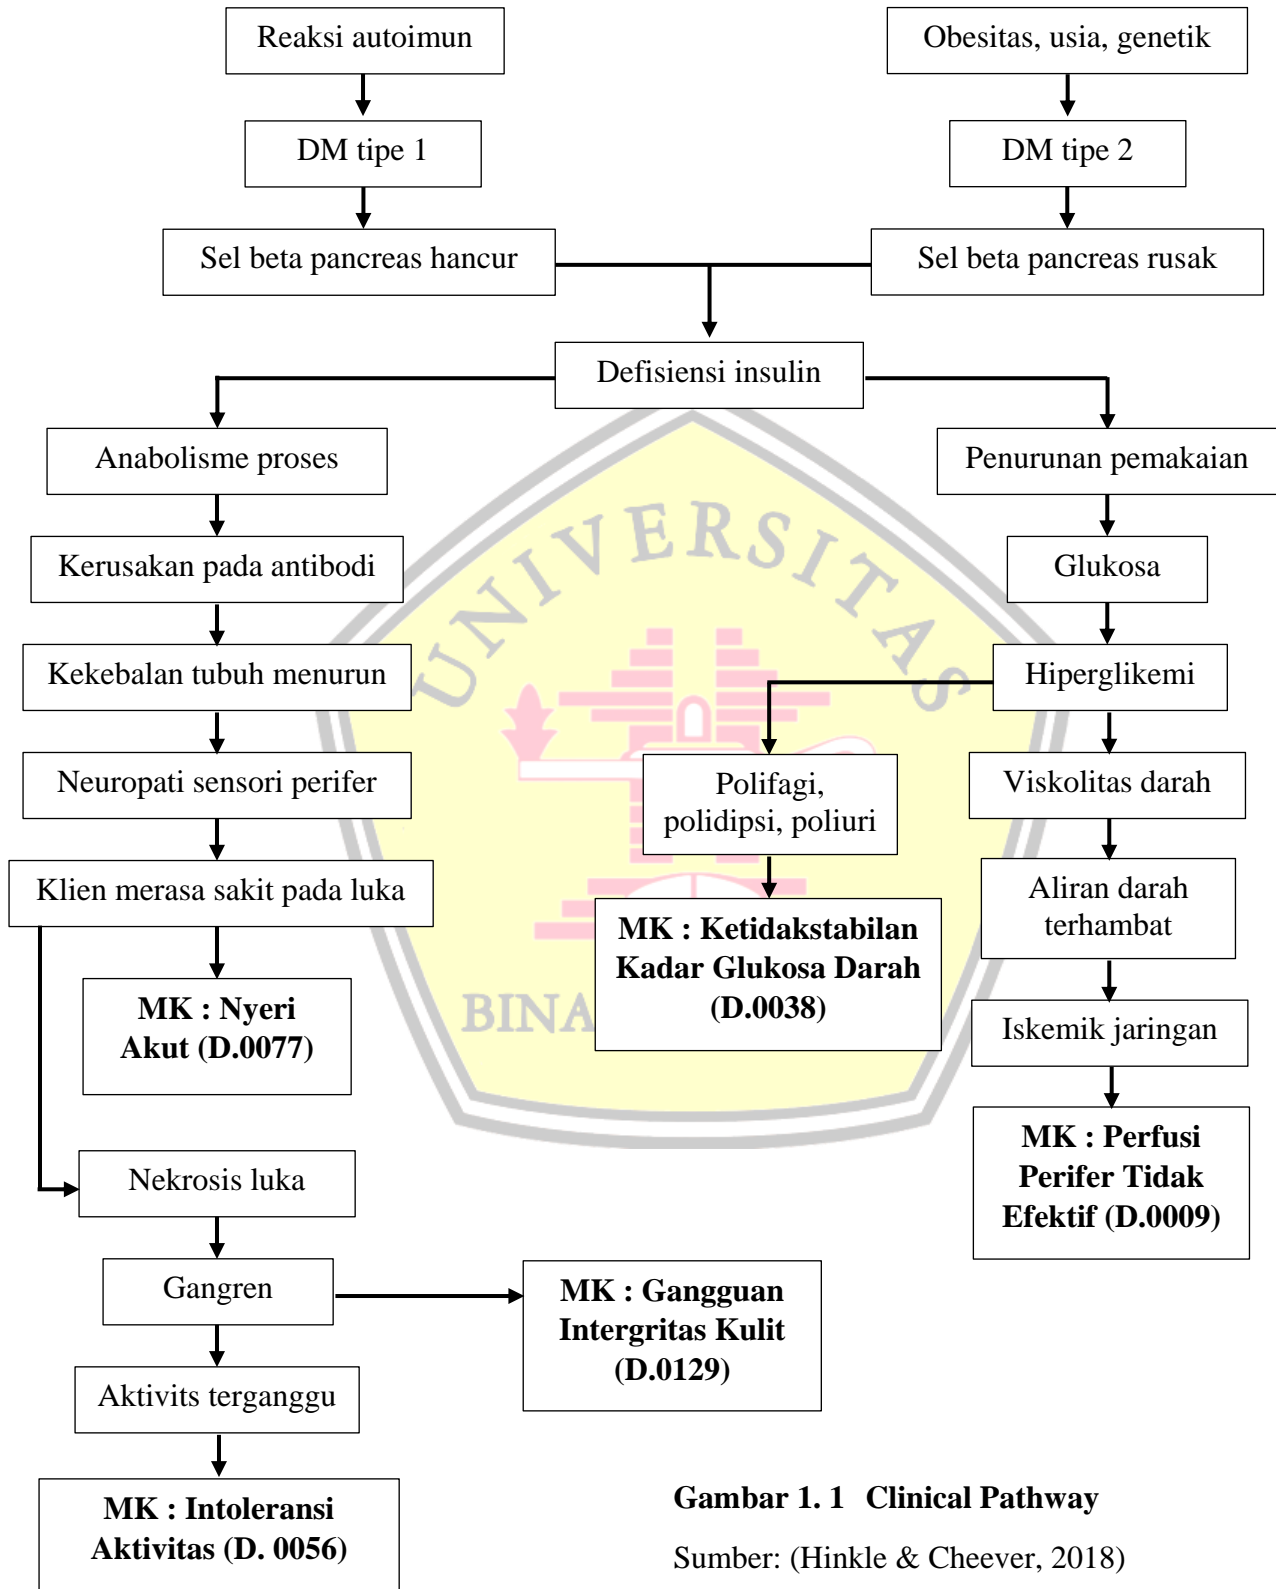 Reaksi autoimun
Obesitas, usia, genetik
DM tipe 1
DM tipe 2
Sel beta pancreas hancur
Sel beta pancreas rusak
Defisiensi insulin
Anabolisme proses
Penurunan pemakaian
Kerusakan pada antibodi
Glukosa
Kekebalan tubuh menurun
Hiperglikemi
Neuropati sensori perifer
Polifagi,
polidipsi, poliuri
Viskolitas darah
Klien merasa sakit pada luka
Aliran darah
terhambat
MK : Ketidakstabilan
Kadar Glukosa Darah
(D.0038)
MK : Nyeri
Akut (D.0077)
Iskemik jaringan
MK : Perfusi
Perifer Tidak
Efektif (D.0009)
Nekrosis luka
Gangren
MK : Gangguan
Intergritas Kulit
(D.0129)
Aktivits terganggu
MK : Intoleransi
Aktivitas (D. 0056)
Gambar 1. 1 Clinical Pathway
Sumber: (Hinkle & Cheever, 2018)
UNIVERSITAS
BINA